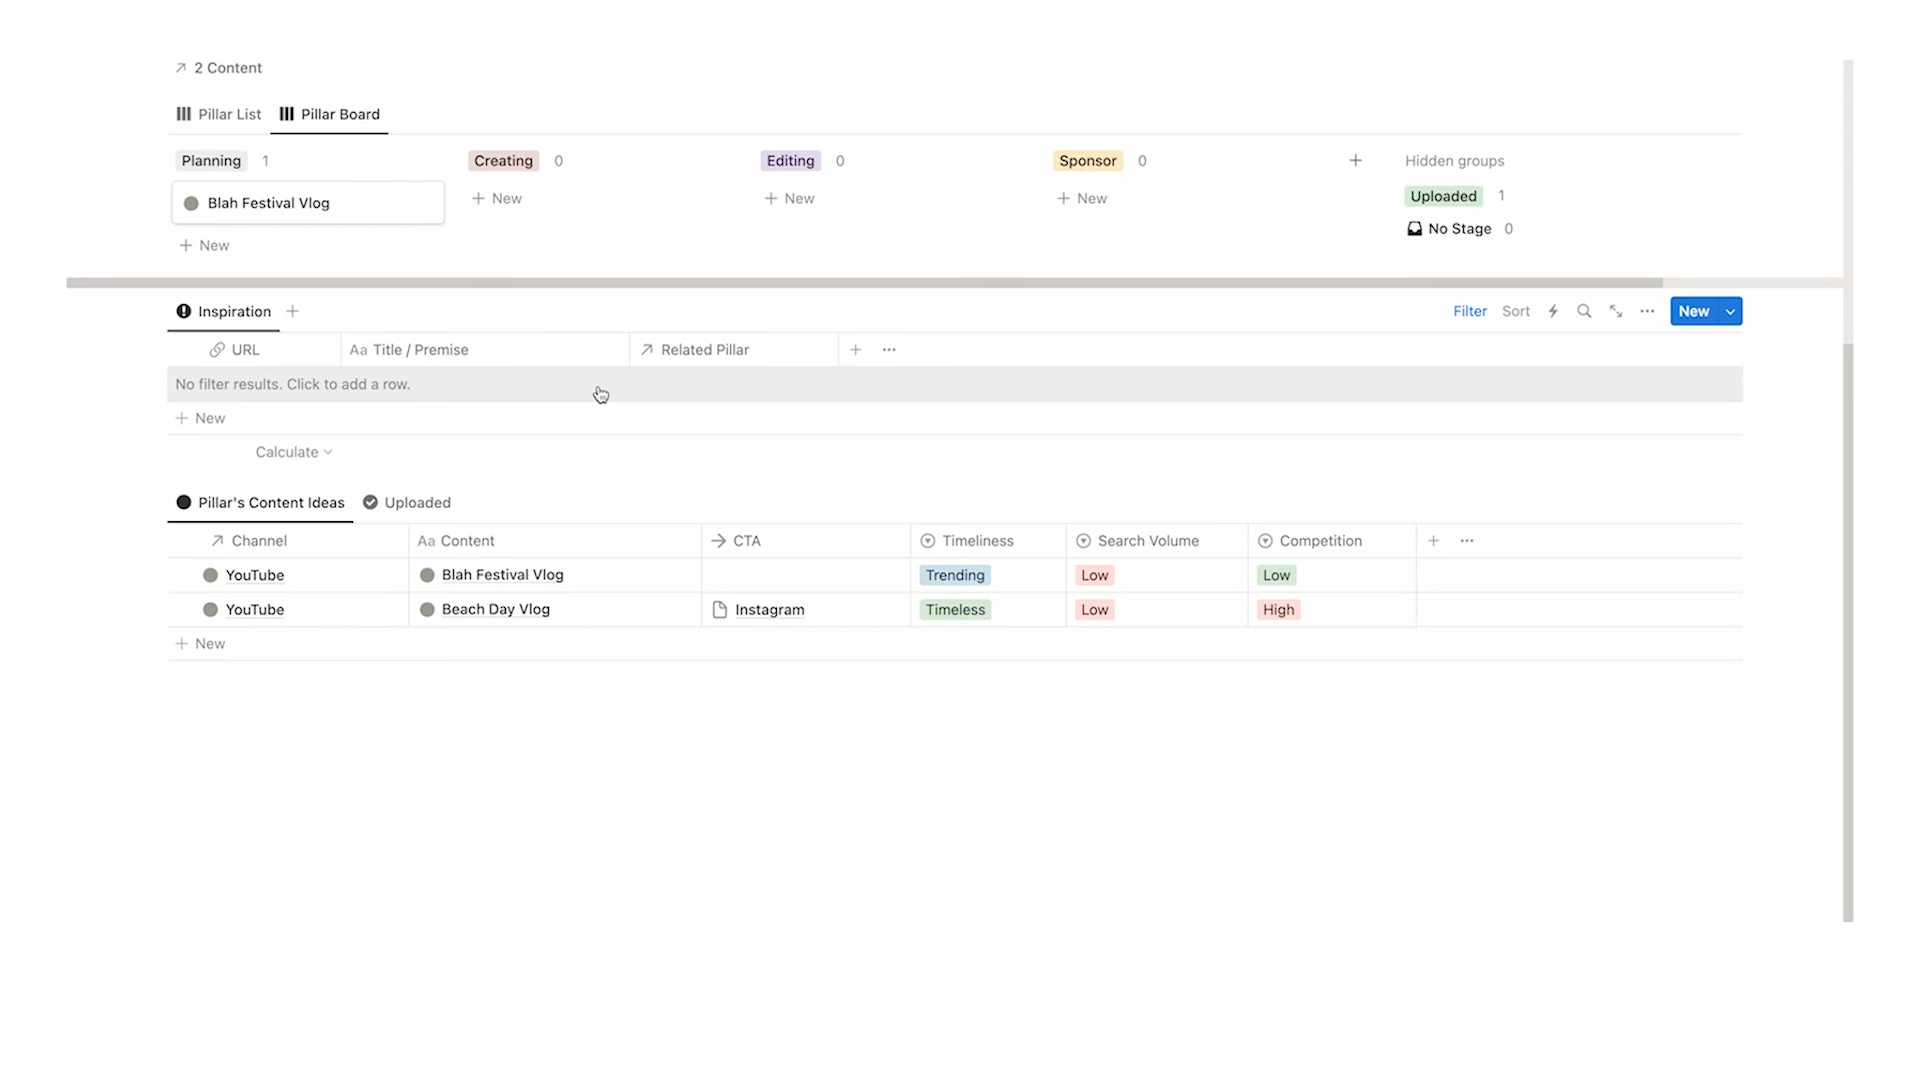 2 Content
Pillar List Pillar Board
Planning 1 Creating 0 Editing 0 Sponsor 0 Hidden groups
Blah Festival Vlog New New New Uploaded 1
No Stage 0
New
Inspiration Filter Sort New
URL Aa Title / Premise Related Pillar
No filter results. Click to add a row.
New
Calculate
Pillar's Content Ideas Uploaded
Channel Aa Content CTA Timeliness Search Volume Competition
YouTube Blah Festival Vlog Trending Low Low
YouTube Beach Day Vlog Instagram Timeless Low High
New